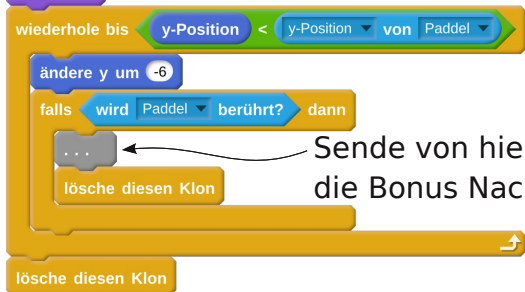 wiederhole bis y-Position < y-Position von Paddel
ändere y um -6
falls wird Paddel berührt? dann
...
Sende von hie
lösche diesen Klon
die Bonus Nac
lösche diesen Klon